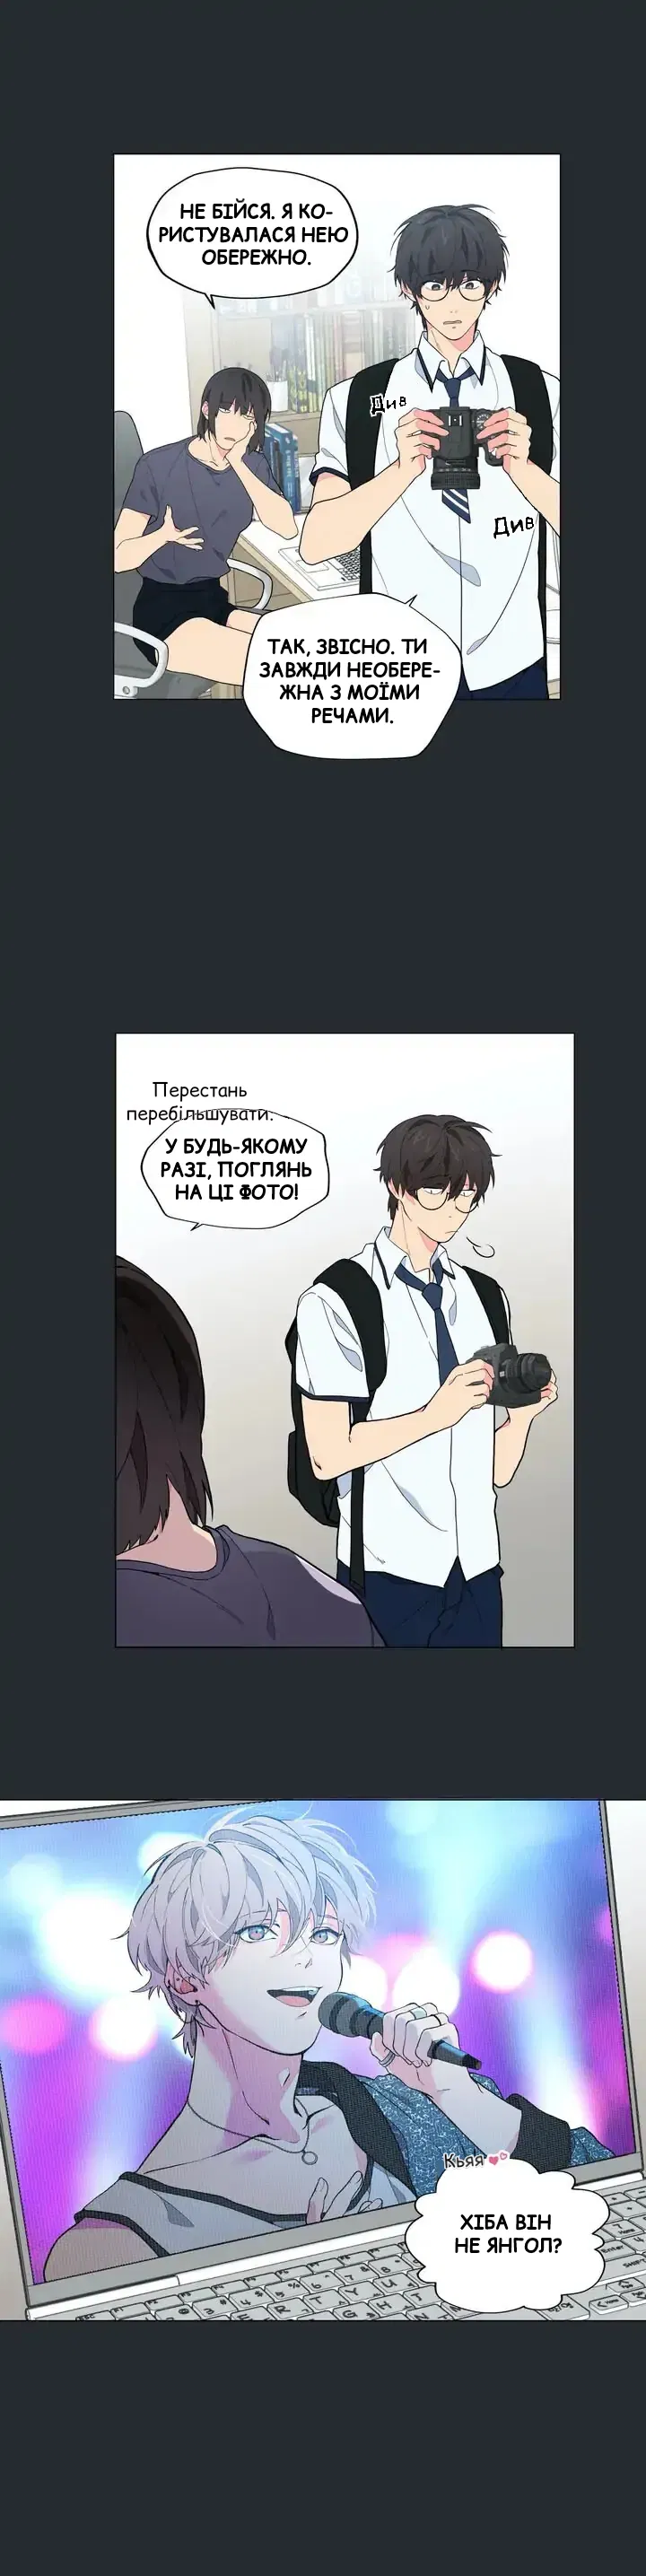 НЕ БІЙСЯ. Я КО-
РИСТУВАЛАСЯ НЕЮ
ОБЕРЕЖНО.
Див
Див
ТАК, ЗВІСНО. ТИ
ЗАВЖДИ НЕОБЕРЕ-
ЖНА З МОЇМИ
РЕЧАМИ.
Перестань
перебільшувати.
У БУДЬ-ЯКОМУ
РАЗІ, ПОГЛЯНЬ
НА ЦІ ФОТО!
Кьяя
ХІБА ВІН
НЕ ЯНГОЛ?